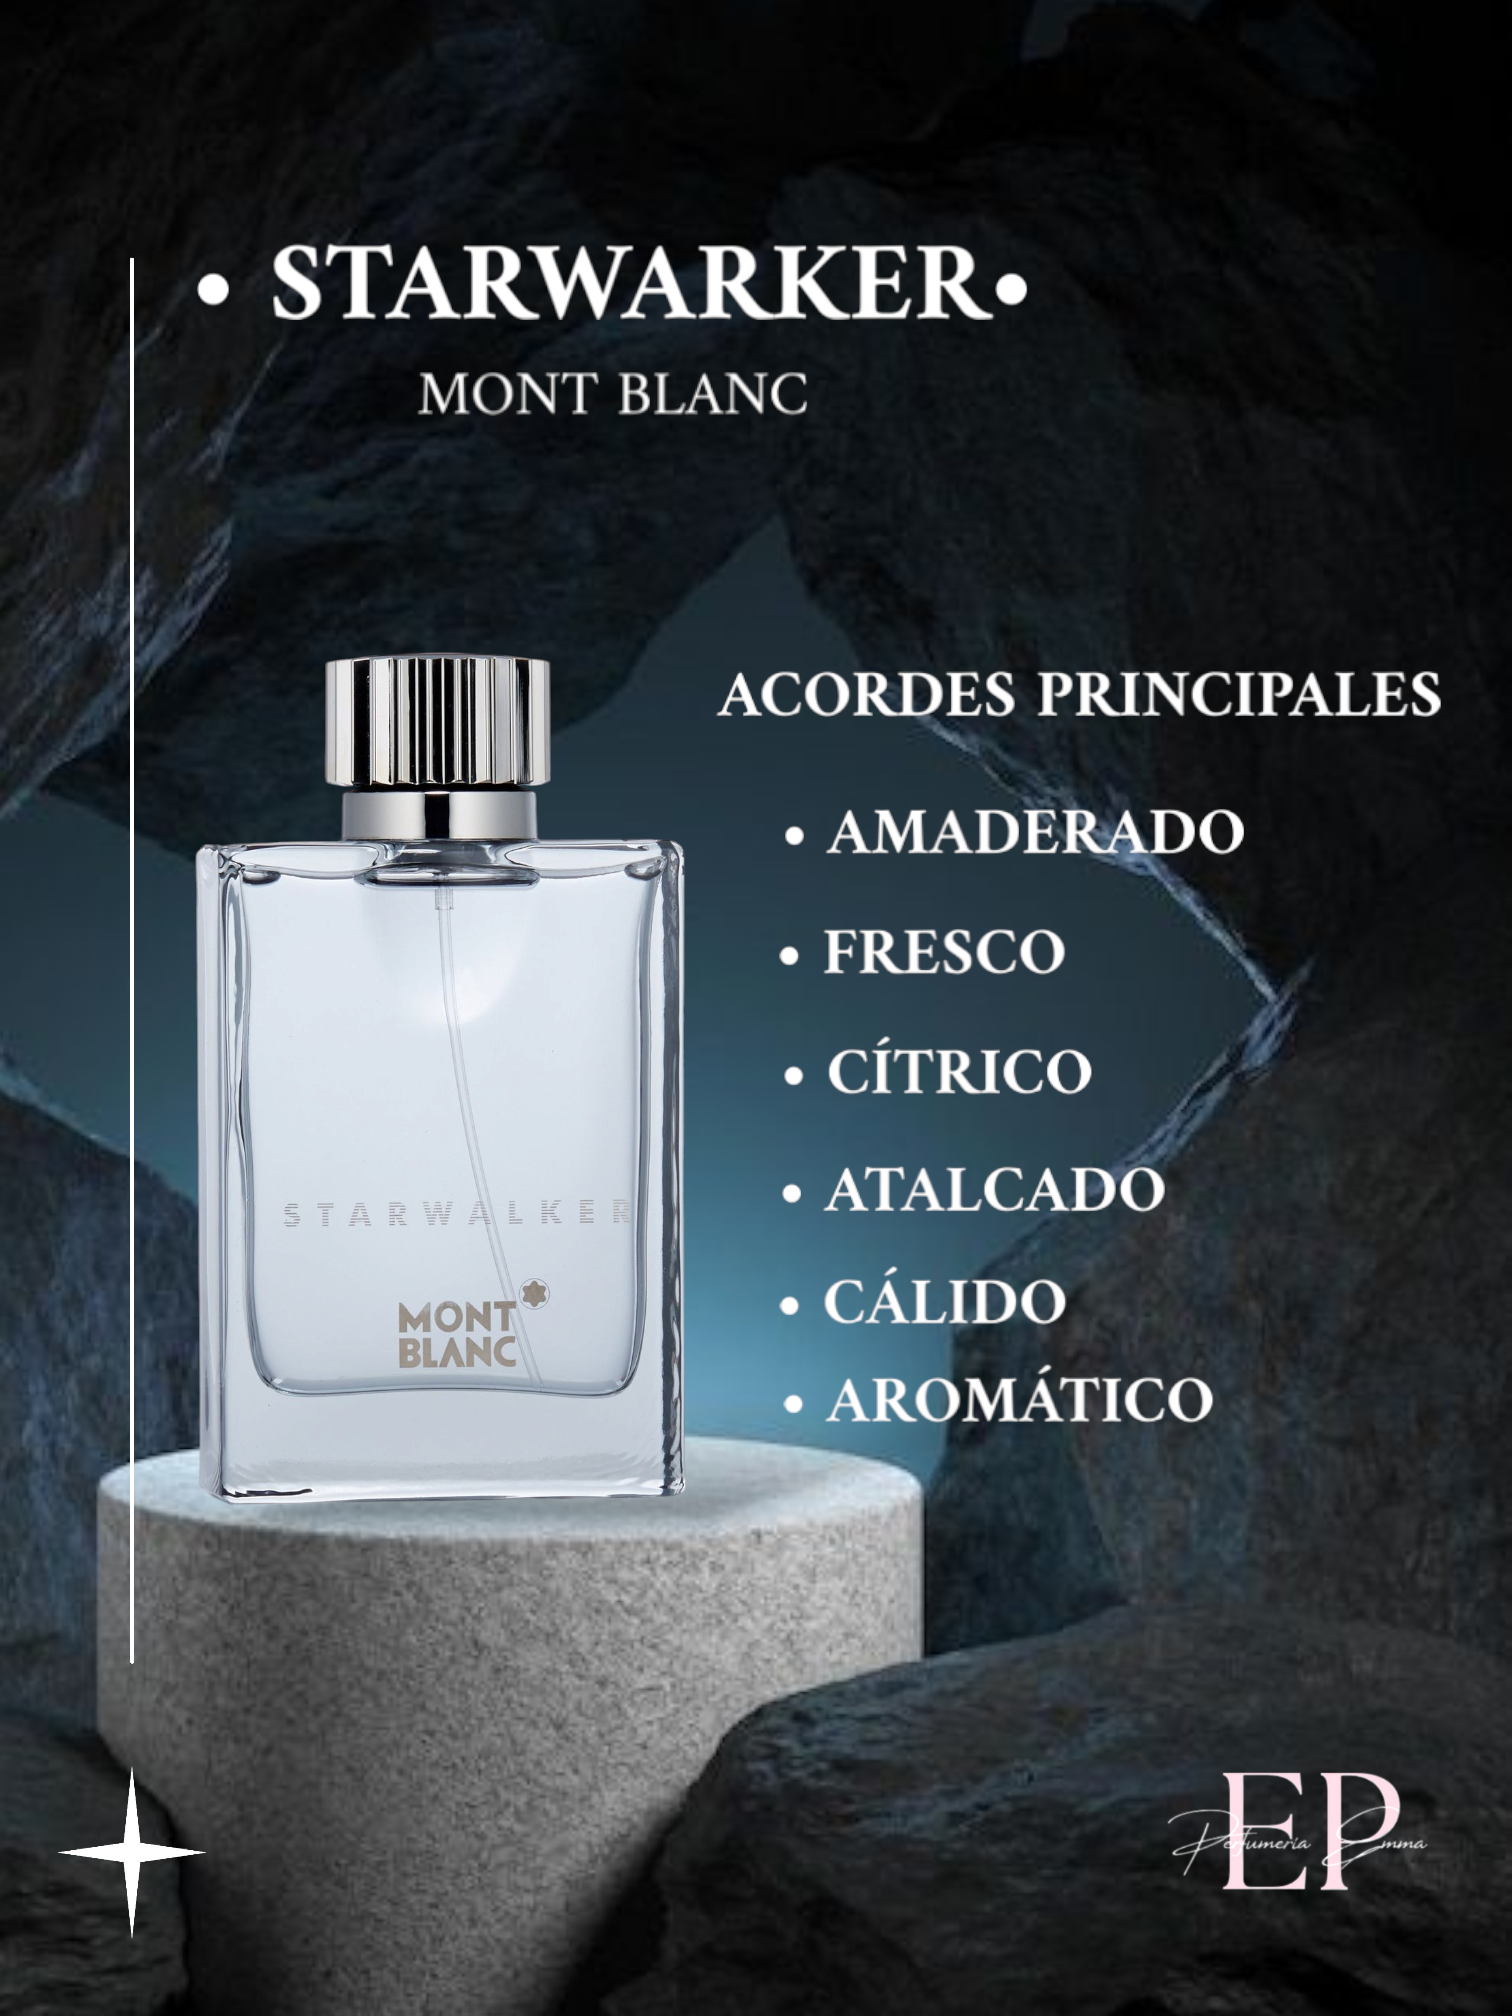 • STARWARKER•
MONT BLANC
ACORDES PRINCIPALES
• AMADERADO
• FRESCO
• CÍTRICO
• ATALCADO
• CÁLIDO
• AROMÁTICO
STARWALKER
MONT
BLANC
EP
Perfumeria Emma